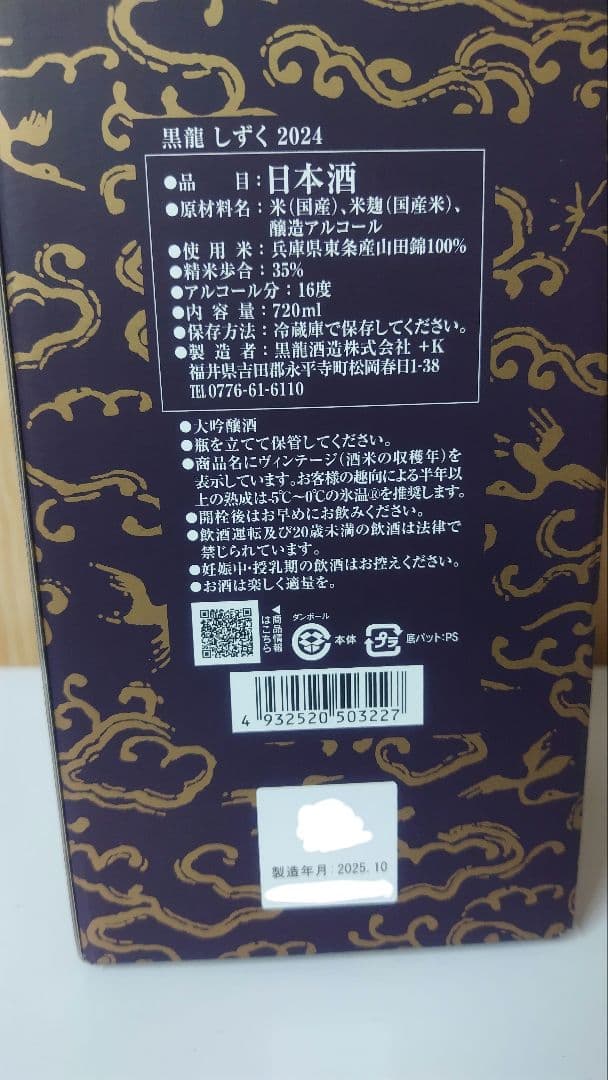 黒龍 しずく 2024
●品　　目：日本酒
●原材料名：米(国産)、米麹(国産米)、
醸造アルコール
●使 用 米：兵庫県東条産山田錦100%
●精米歩合：35%
●アルコール分：16度
●内 容 量：720ml
●保存方法：冷蔵庫で保存してください。
●製 造 者：黒龍酒造株式会社 +K
福井県吉田郡永平寺町松岡春日1-38
TEL 0776-61-6110
●大吟醸酒
●瓶を立てて保管してください。
●商品名にヴィンテージ(酒米の収穫年)を
表示しています。お客様の趣向による半年以
上の熟成は-5℃〜0℃の氷温®を推奨します。
●開栓後はお早めにお飲みください。
●飲酒運転及び20歳未満の飲酒は法律で
禁じられています。
●妊娠中・授乳期の飲酒はお控えください。
●お酒は楽しく適量を。
◀商品情報
はこちら
ダンボール
本体
プラ
底パット:PS
4 932520 503227
製造年月:2025.10